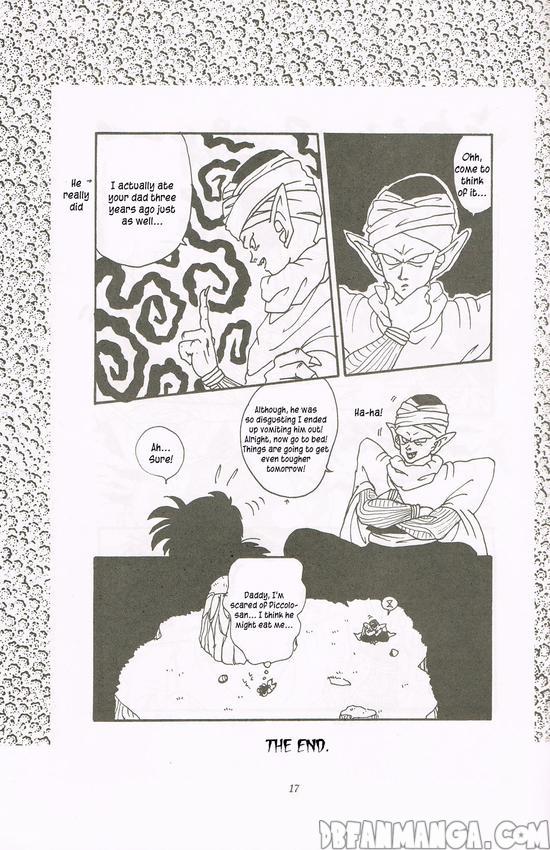 Ohh,
come to
think
of it...
I actually ate
your dad three
years ago just
as well...
He
really
did
Ha-ha!
Although, he was
so disgusting I ended
up vomiting him out!
Alright, now go to bed!
Things are going to get
even tougher
tomorrow!
Ah...
Sure!
Daddy, I'm
scared of Piccolo-
san... I think he
might eat me...
THE END.
17
DBFANMANGA.COM